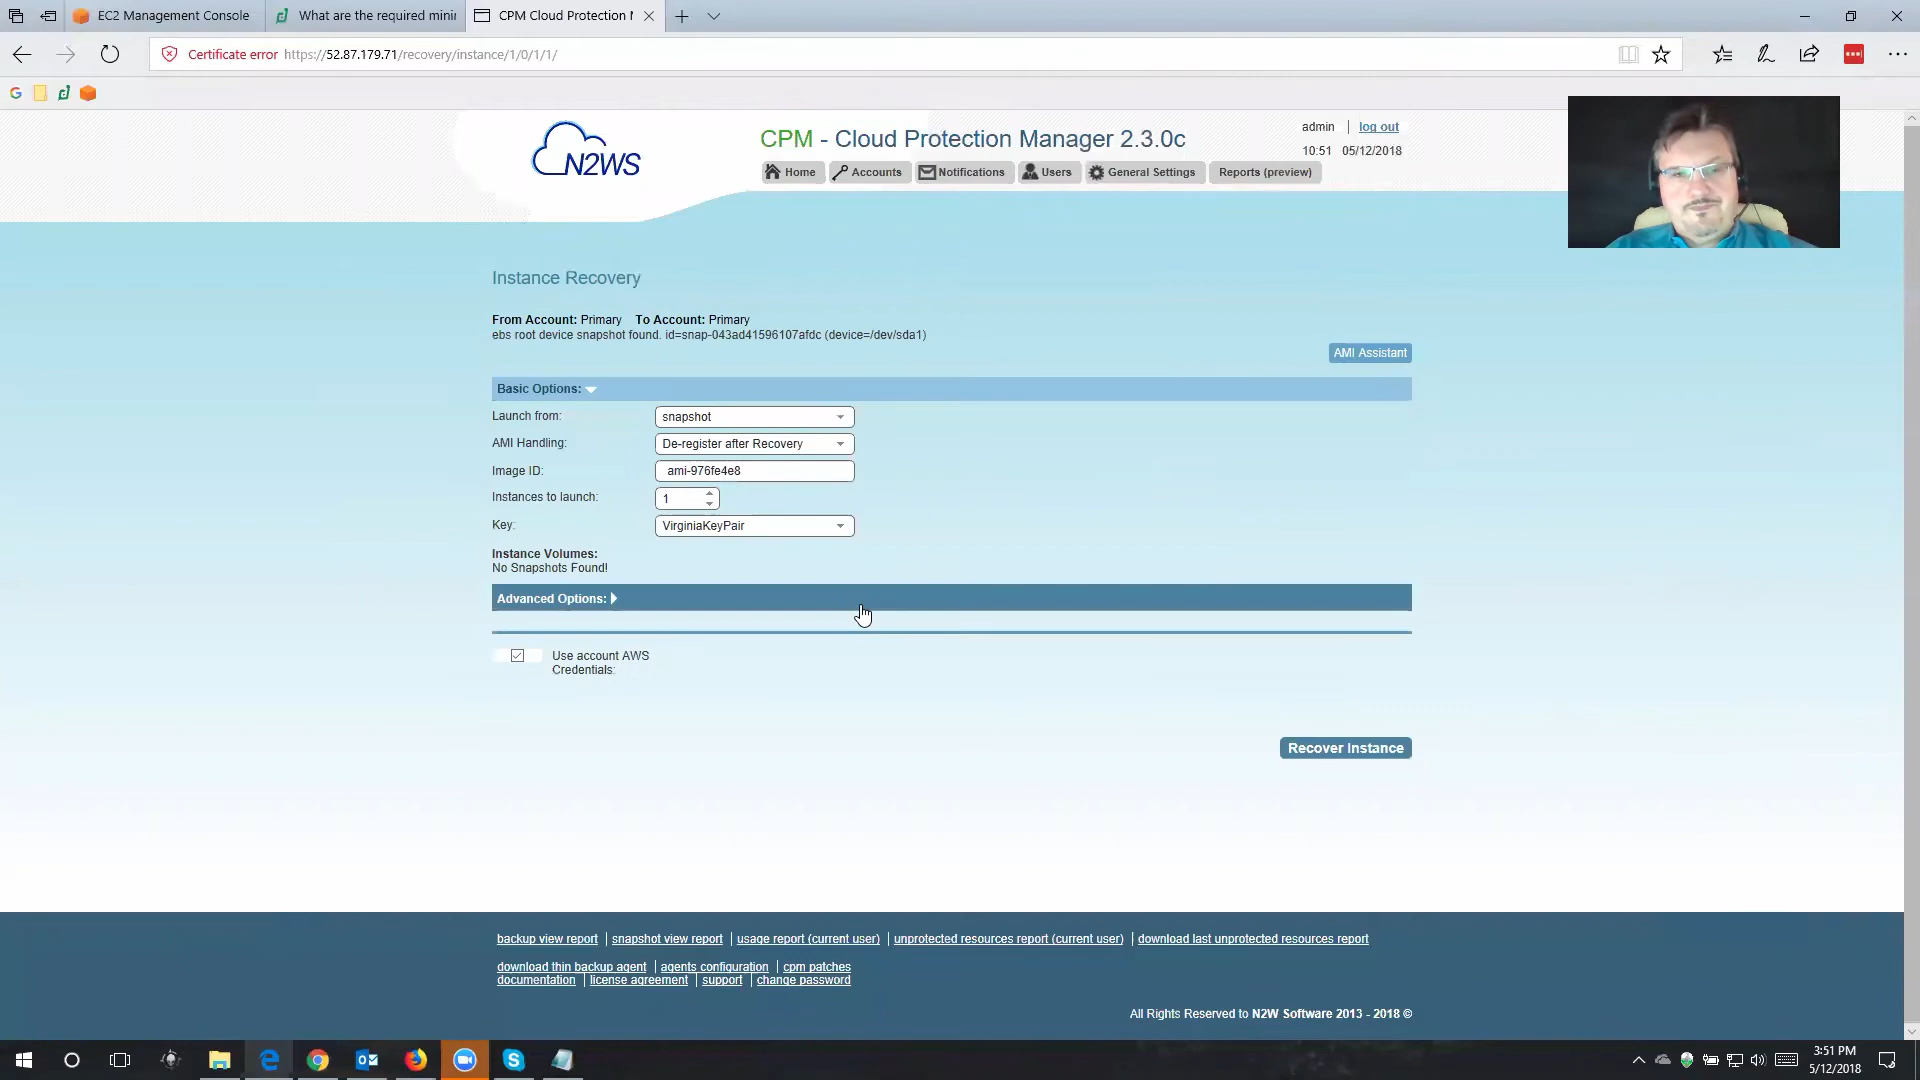 EC2 Management Console
What are the required mini
CPM Cloud Protection M
Certificate error https://52.87.179.71/recovery/instance/1/0/1/1/
N2WS
CPM - Cloud Protection Manager 2.3.0c
admin | log out
10:51 05/12/2018
Home
Accounts
Notifications
Users
General Settings
Reports (preview)
Instance Recovery
From Account: Primary To Account: Primary
ebs root device snapshot found. id=snap-043ad41596107afdc (device=/dev/sda1)
AMI Assistant
Basic Options:
Launch from: snapshot
AMI Handling: De-register after Recovery
Image ID: ami-976fe4e8
Instances to launch: 1
Key: VirginiaKeyPair
Instance Volumes:
No Snapshots Found!
Advanced Options:
Use account AWS
Credentials:
Recover Instance
backup view report | snapshot view report | usage report (current user) | unprotected resources report (current user) | download last unprotected resources report
download thin backup agent | agents configuration | cpm patches
documentation | license agreement | support | change password
All Rights Reserved to N2W Software 2013 - 2018 ©
3:51 PM
5/12/2018